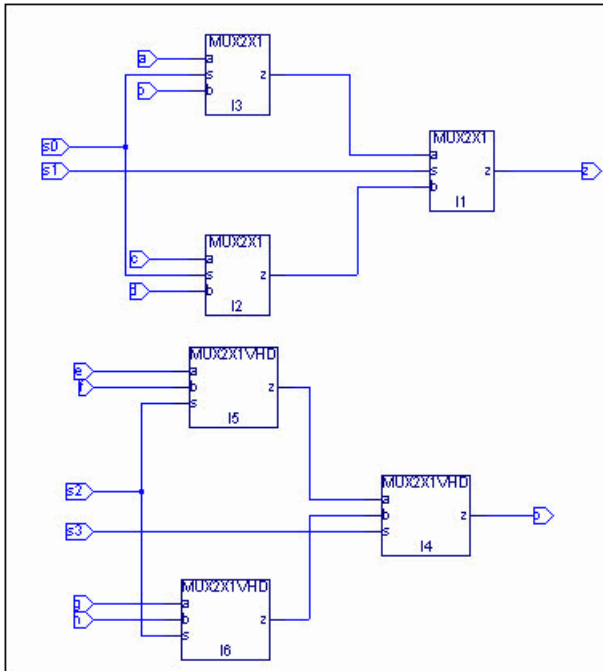 MUX2X1
a
a
s
z
b
b
I3
s0
s1
MUX2X1
a
s
z
z
b
I1
MUX2X1
c
a
s
z
d
b
I2
MUX2X1VHD
e
a
f
b
z
s
I5
s2
MUX2X1VHD
a
s3
b
z
s
I4
MUX2X1VHD
g
a
h
b
z
s
I6